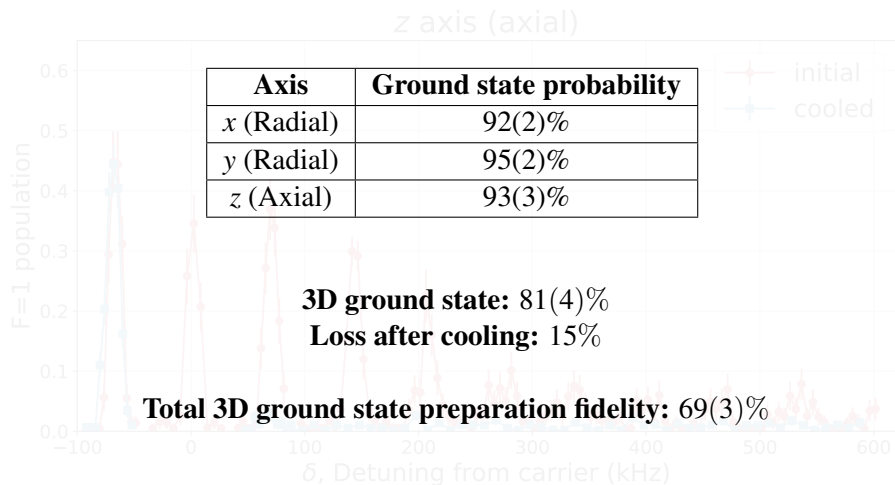 z axis (axial)
0.6
0.5
0.4
0.3
0.2
0.1
0.0
F=1 population
initial
cooled
Axis Ground state probability
x (Radial) 92(2)%
y (Radial) 95(2)%
z (Axial) 93(3)%
3D ground state: 81(4)%
Loss after cooling: 15%
Total 3D ground state preparation fidelity: 69(3)%
−100 0 100 200 300 400 500 600
δ, Detuning from carrier (kHz)